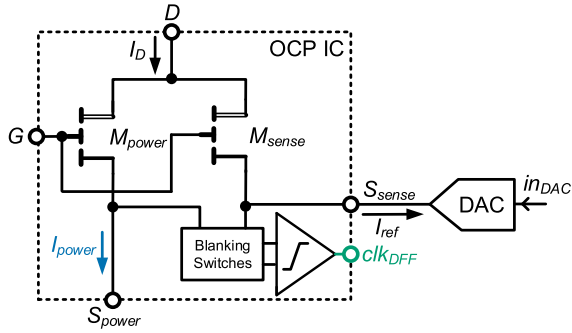 D
I_D
OCP IC
G
M_power
M_sense
S_sense
DAC
in_DAC
I_ref
Blanking
Switches
clk_DFF
I_power
S_power